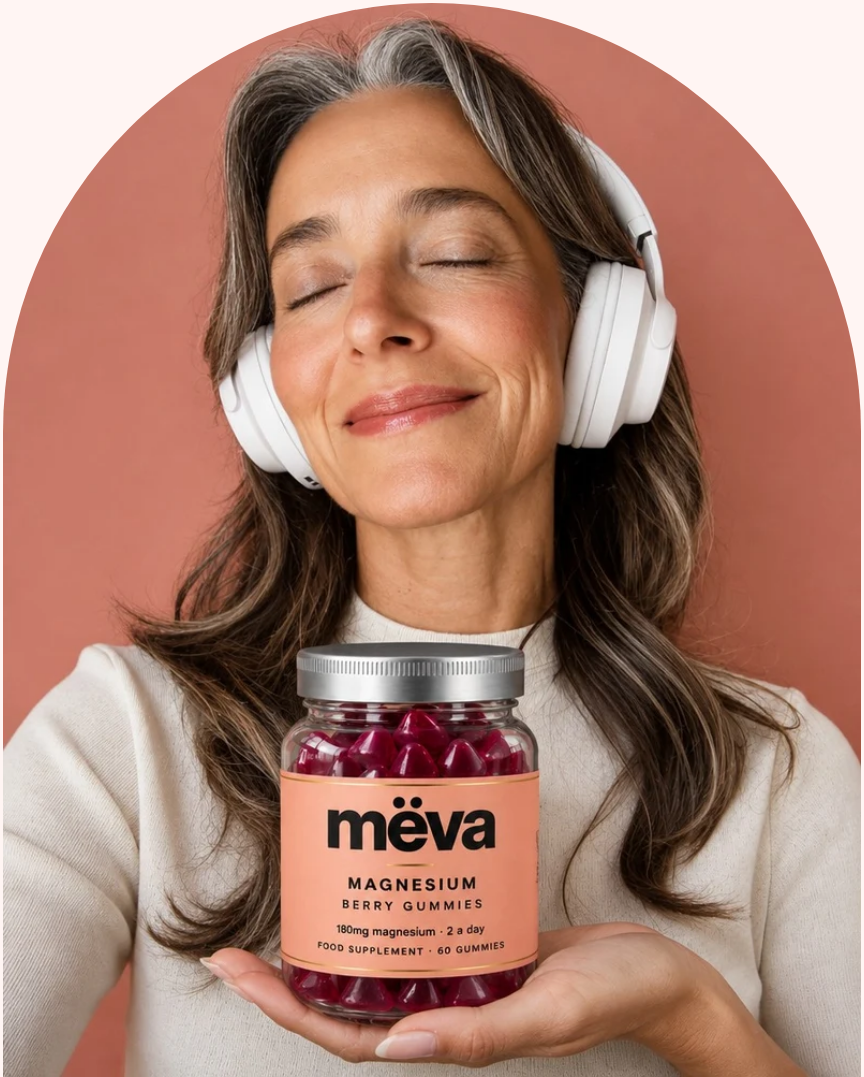 mëva
MAGNESIUM
BERRY GUMMIES
180mg magnesium · 2 a day
FOOD SUPPLEMENT · 60 GUMMIES